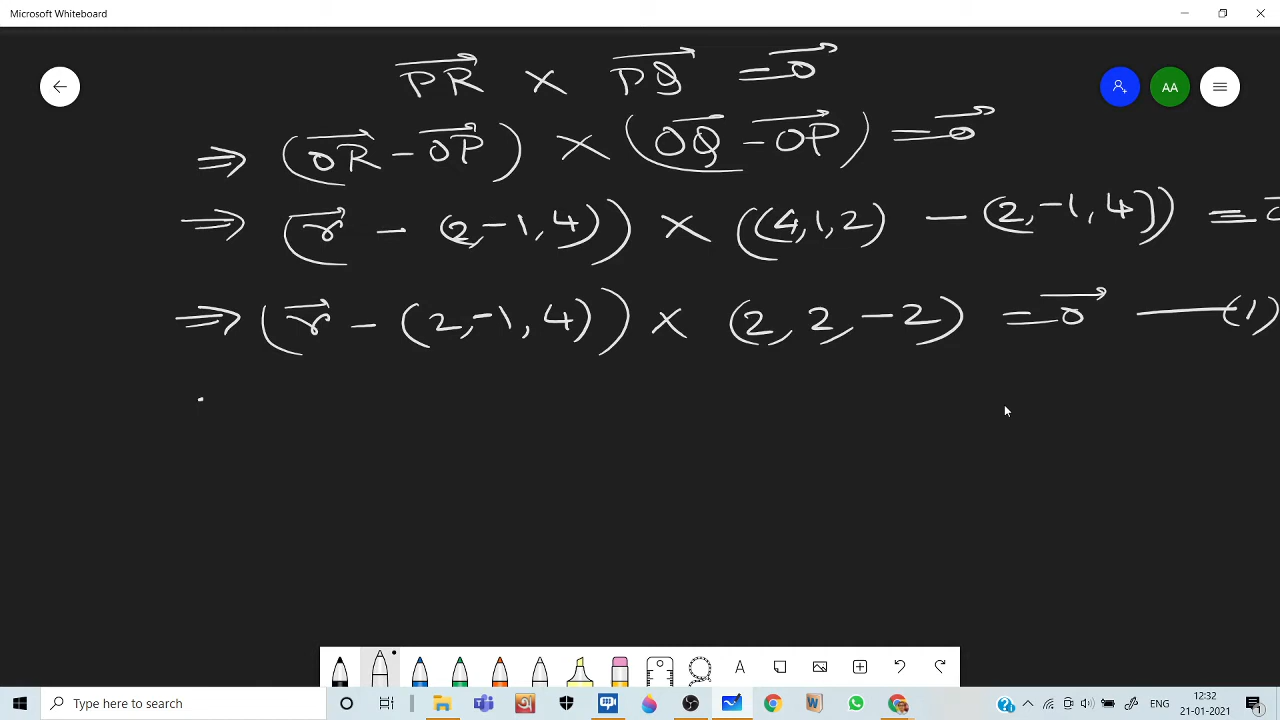 Microsoft Whiteboard
PR⃗ × PQ⃗ = 0⃗
⇒ (OR⃗ − OP⃗) × (OQ⃗ − OP⃗) = 0⃗
⇒ (r⃗ − (2,−1,4)) × ((4,1,2) − (2,−1,4)) =
⇒ (r⃗ − (2,−1,4)) × (2, 2, −2) = 0⃗ —(1)
AA
Type here to search
ENG
12:32
21-01-2021